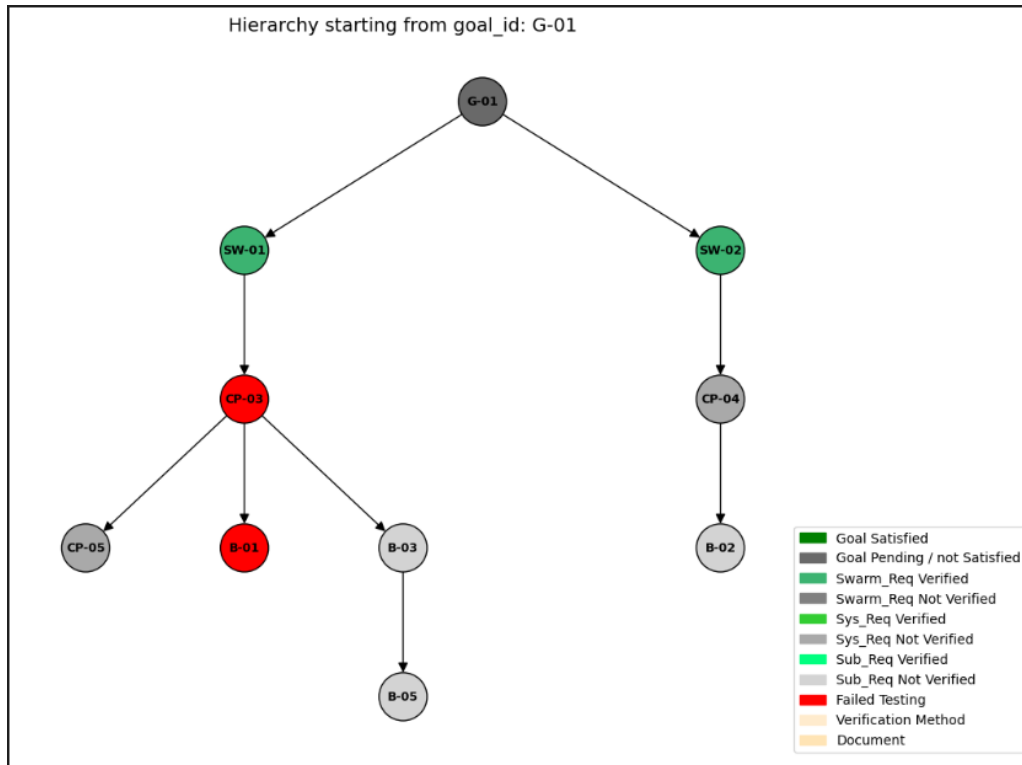 Hierarchy starting from goal_id: G-01
G-01
SW-01
SW-02
CP-03
CP-04
CP-05
B-01
B-03
B-02
B-05
Goal Satisfied
Goal Pending / not Satisfied
Swarm_Req Verified
Swarm_Req Not Verified
Sys_Req Verified
Sys_Req Not Verified
Sub_Req Verified
Sub_Req Not Verified
Failed Testing
Verification Method
Document